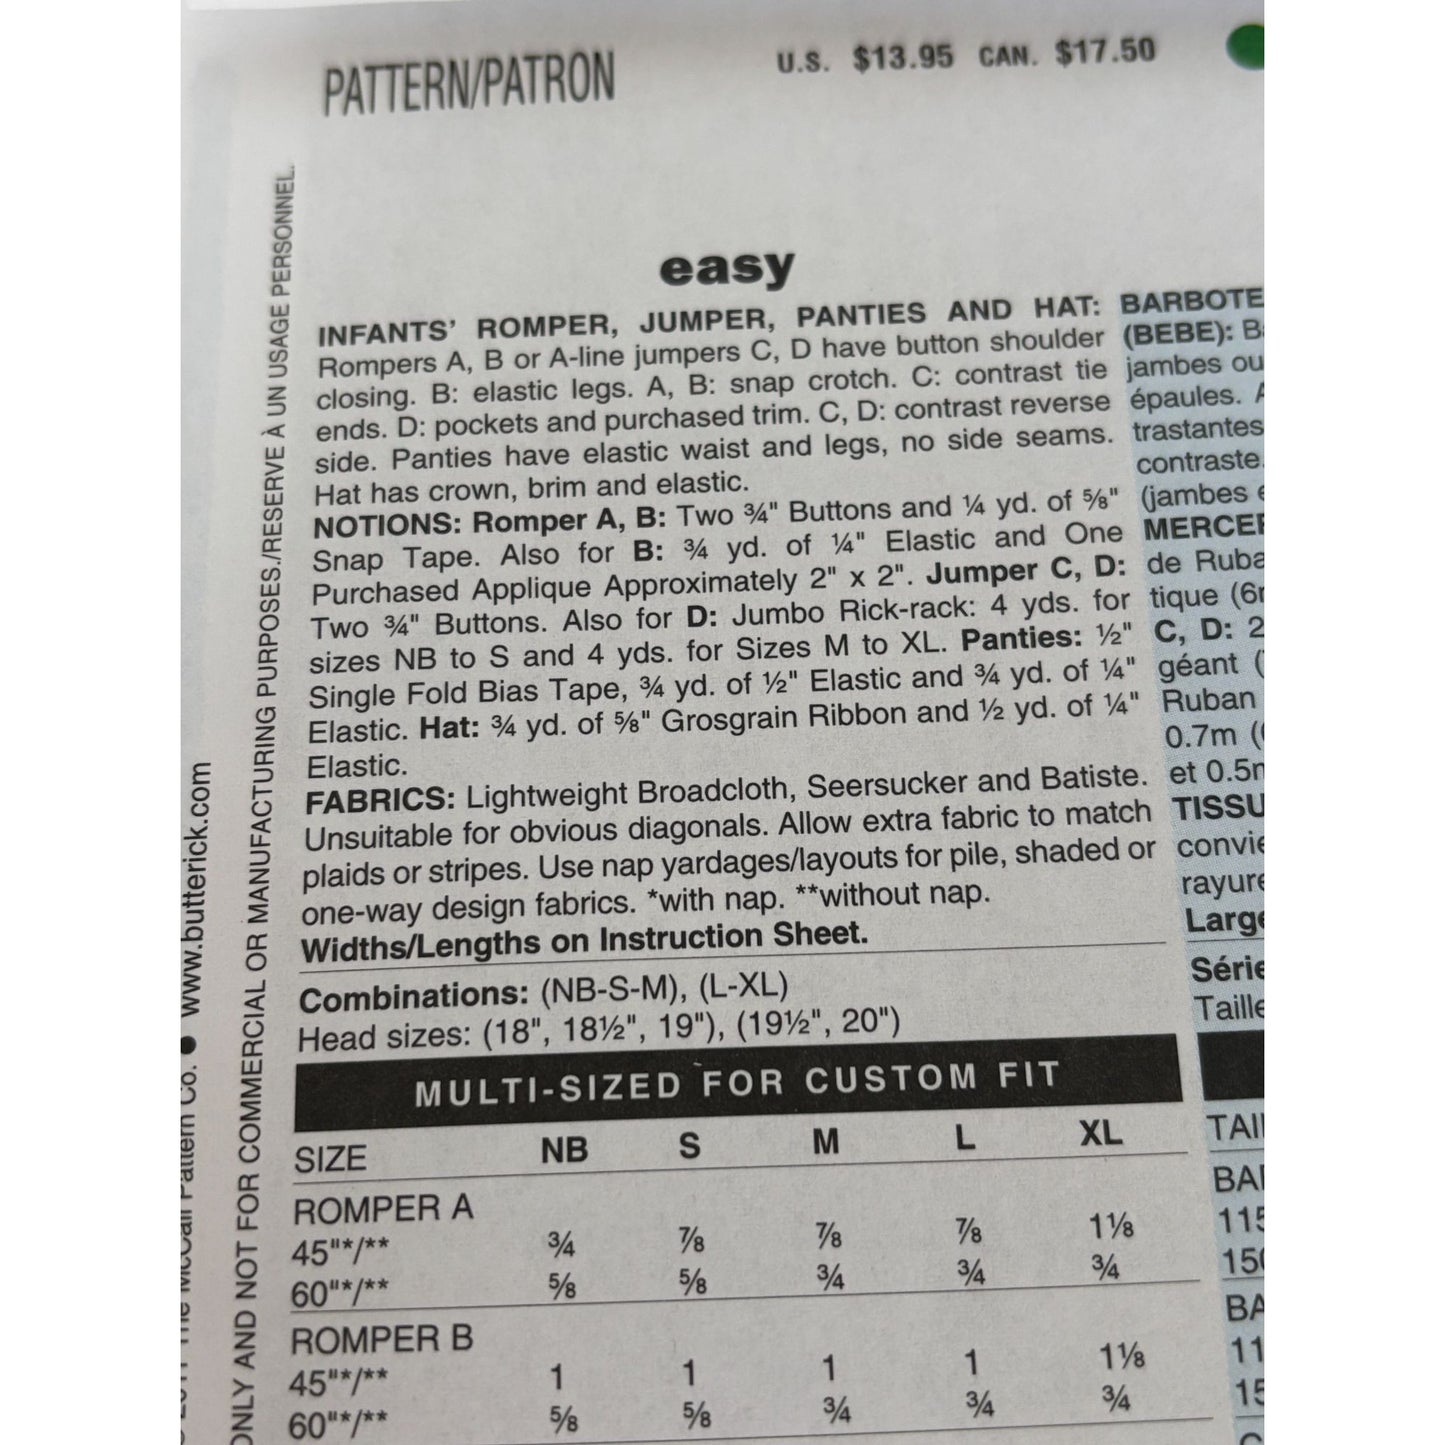 PATTERN/PATRON
U.S. $13.95 CAN. $17.50
easy
INFANTS' ROMPER, JUMPER, PANTIES AND HAT:
Rompers A, B or A-line jumpers C, D have button shoulder
closing. B: elastic legs. A, B: snap crotch. C: contrast tie
ends. D: pockets and purchased trim. C, D: contrast reverse
side. Panties have elastic waist and legs, no side seams.
Hat has crown, brim and elastic.
NOTIONS: Romper A, B: Two ¾" Buttons and ¼ yd. of ⅝"
Snap Tape. Also for B: ¾ yd. of ¼" Elastic and One
Purchased Applique Approximately 2" x 2". Jumper C, D:
Two ¾" Buttons. Also for D: Jumbo Rick-rack: 4 yds. for
sizes NB to S and 4 yds. for Sizes M to XL. Panties: ½"
Single Fold Bias Tape, ¾ yd. of ½" Elastic and ¾ yd. of ¼"
Elastic. Hat: ¾ yd. of ⅝" Grosgrain Ribbon and ½ yd. of ¼"
Elastic.
FABRICS: Lightweight Broadcloth, Seersucker and Batiste.
Unsuitable for obvious diagonals. Allow extra fabric to match
plaids or stripes. Use nap yardages/layouts for pile, shaded or
one-way design fabrics. *with nap. **without nap.
Widths/Lengths on Instruction Sheet.
Combinations: (NB-S-M), (L-XL)
Head sizes: (18", 18½", 19"), (19½", 20")
MULTI-SIZED FOR CUSTOM FIT
SIZE NB S M L XL
ROMPER A
45"*/** ¾ ⅞ ⅞ ⅞ 1⅛
60"*/** ⅝ ⅝ ¾ ¾ ¾
ROMPER B
45"*/** 1 1 1 1 1⅛
60"*/** ⅝ ⅝ ¾ ¾ ¾
BARBOTE
(BEBE): B
jambes ou
épaules. A
trastantes
contraste.
(jambes e
MERCE
de Ruba
tique (6
C, D: 2
géant (
Ruban
0.7m (
et 0.5
TISSU
convie
rayure
Large
Série
Taille
TAI
BA
115
150
BA
11
15
ONLY AND NOT FOR COMMERCIAL OR MANUFACTURING PURPOSES./RESERVE À UN USAGE PERSONNEL.
The McCall Pattern Co. ● www.butterick.com